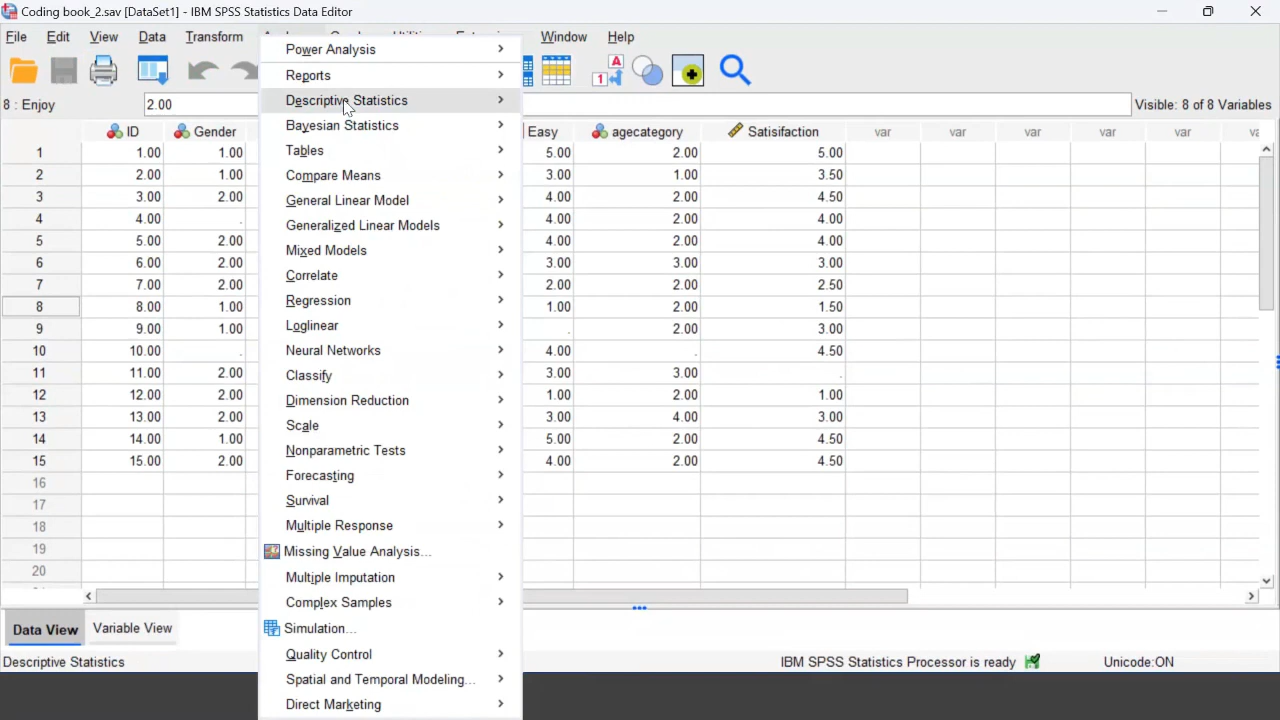 Coding book_2.sav [DataSet1] - IBM SPSS Statistics Data Editor
File Edit View Data Transform Window Help
8 : Enjoy 2.00 Visible: 8 of 8 Variables
ID Gender Easy agecategory Satisifaction var var var var var
1 1.00 1.00 5.00 2.00 5.00
2 2.00 1.00 3.00 1.00 3.50
3 3.00 2.00 4.00 2.00 4.50
4 4.00 . 4.00 2.00 4.00
5 5.00 2.00 4.00 2.00 4.00
6 6.00 2.00 3.00 3.00 3.00
7 7.00 2.00 2.00 2.00 2.50
8 8.00 1.00 1.00 2.00 1.50
9 9.00 1.00 . 2.00 3.00
10 10.00 . 4.00 . 4.50
11 11.00 2.00 3.00 3.00 .
12 12.00 2.00 1.00 2.00 1.00
13 13.00 2.00 3.00 4.00 3.00
14 14.00 1.00 5.00 2.00 4.50
15 15.00 2.00 4.00 2.00 4.50
16
17
18
19
20
Power Analysis
Reports
Descriptive Statistics
Bayesian Statistics
Tables
Compare Means
General Linear Model
Generalized Linear Models
Mixed Models
Correlate
Regression
Loglinear
Neural Networks
Classify
Dimension Reduction
Scale
Nonparametric Tests
Forecasting
Survival
Multiple Response
Missing Value Analysis...
Multiple Imputation
Complex Samples
Simulation...
Quality Control
Spatial and Temporal Modeling...
Direct Marketing
Data View Variable View
Descriptive Statistics IBM SPSS Statistics Processor is ready Unicode:ON